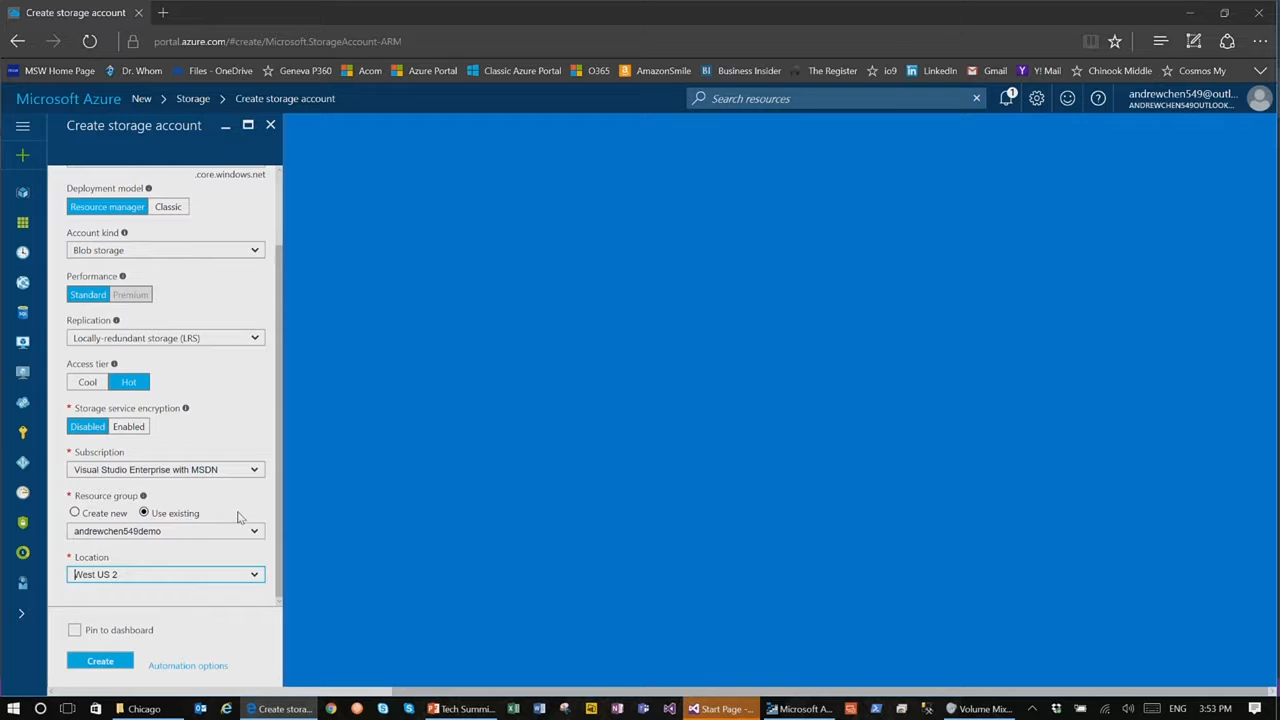 Create storage account
portal.azure.com/#create/Microsoft.StorageAccount-ARM
MSW Home Page Dr. Whom Files - OneDrive Geneva P360 Acom Azure Portal Classic Azure Portal O365 AmazonSmile Business Insider The Register io9 LinkedIn Gmail Y! Mail Chinook Middle Cosmos My
Microsoft Azure New > Storage > Create storage account Search resources 1 andrewchen549@outl...
ANDREWCHEN549OUTLOOK...
Create storage account
.core.windows.net
Deployment model
Resource manager Classic
Account kind
Blob storage
Performance
Standard Premium
Replication
Locally-redundant storage (LRS)
Access tier
Cool Hot
* Storage service encryption
Disabled Enabled
* Subscription
Visual Studio Enterprise with MSDN
* Resource group
Create new Use existing
andrewchen549demo
* Location
West US 2
Pin to dashboard
Create Automation options
Chicago Create stora... Tech Summi... Start Page -... Microsoft A... Volume Mix... ENG 3:53 PM